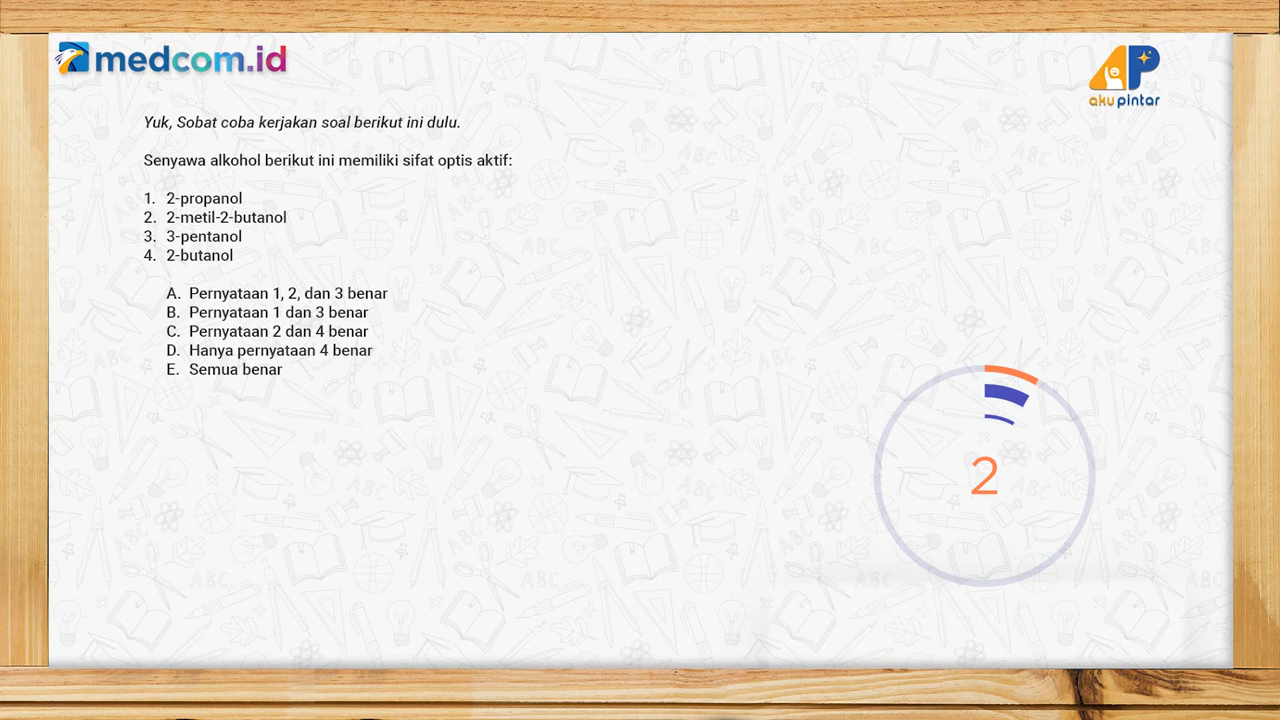 medcom.id
aku pintar
Yuk, Sobat coba kerjakan soal berikut ini dulu.
Senyawa alkohol berikut ini memiliki sifat optis aktif:
1. 2-propanol
2. 2-metil-2-butanol
3. 3-pentanol
4. 2-butanol
A. Pernyataan 1, 2, dan 3 benar
B. Pernyataan 1 dan 3 benar
C. Pernyataan 2 dan 4 benar
D. Hanya pernyataan 4 benar
E. Semua benar
2